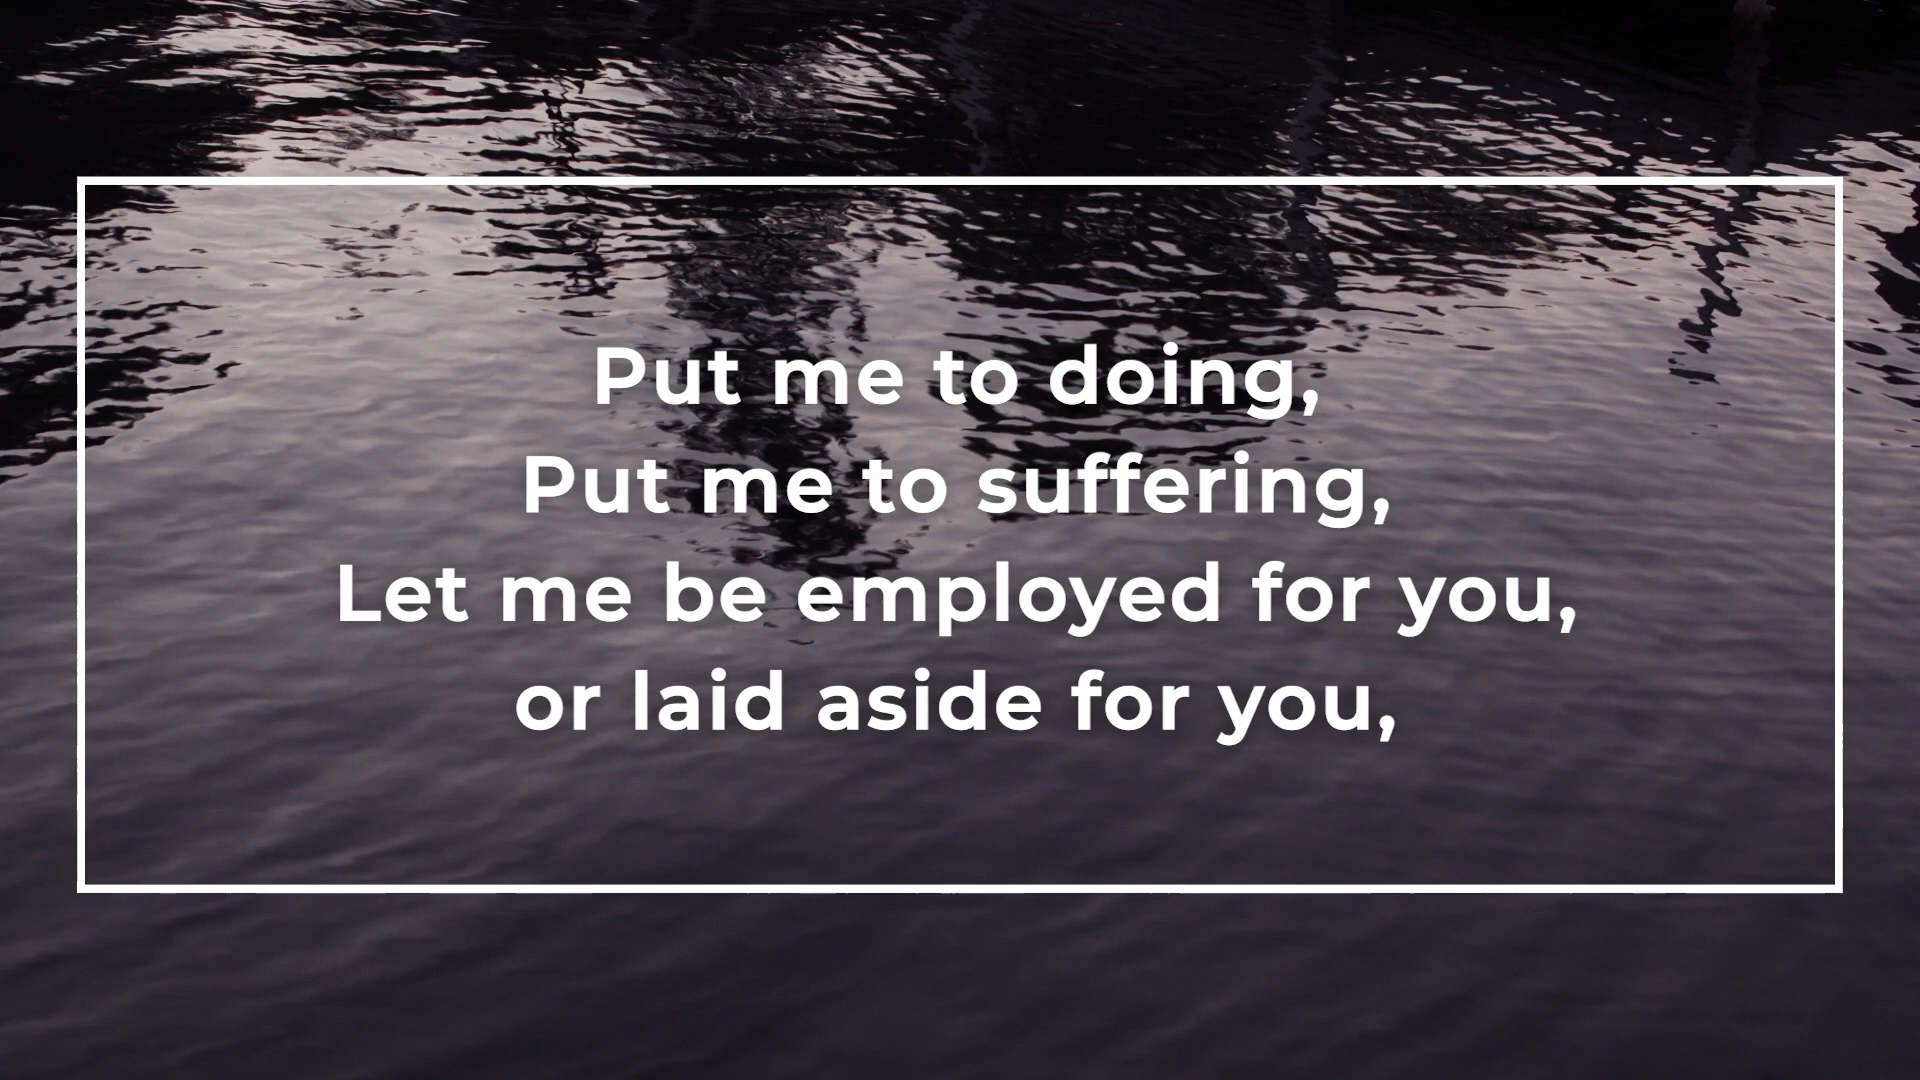 Put me to doing,
Put me to suffering,
Let me be employed for you,
or laid aside for you,